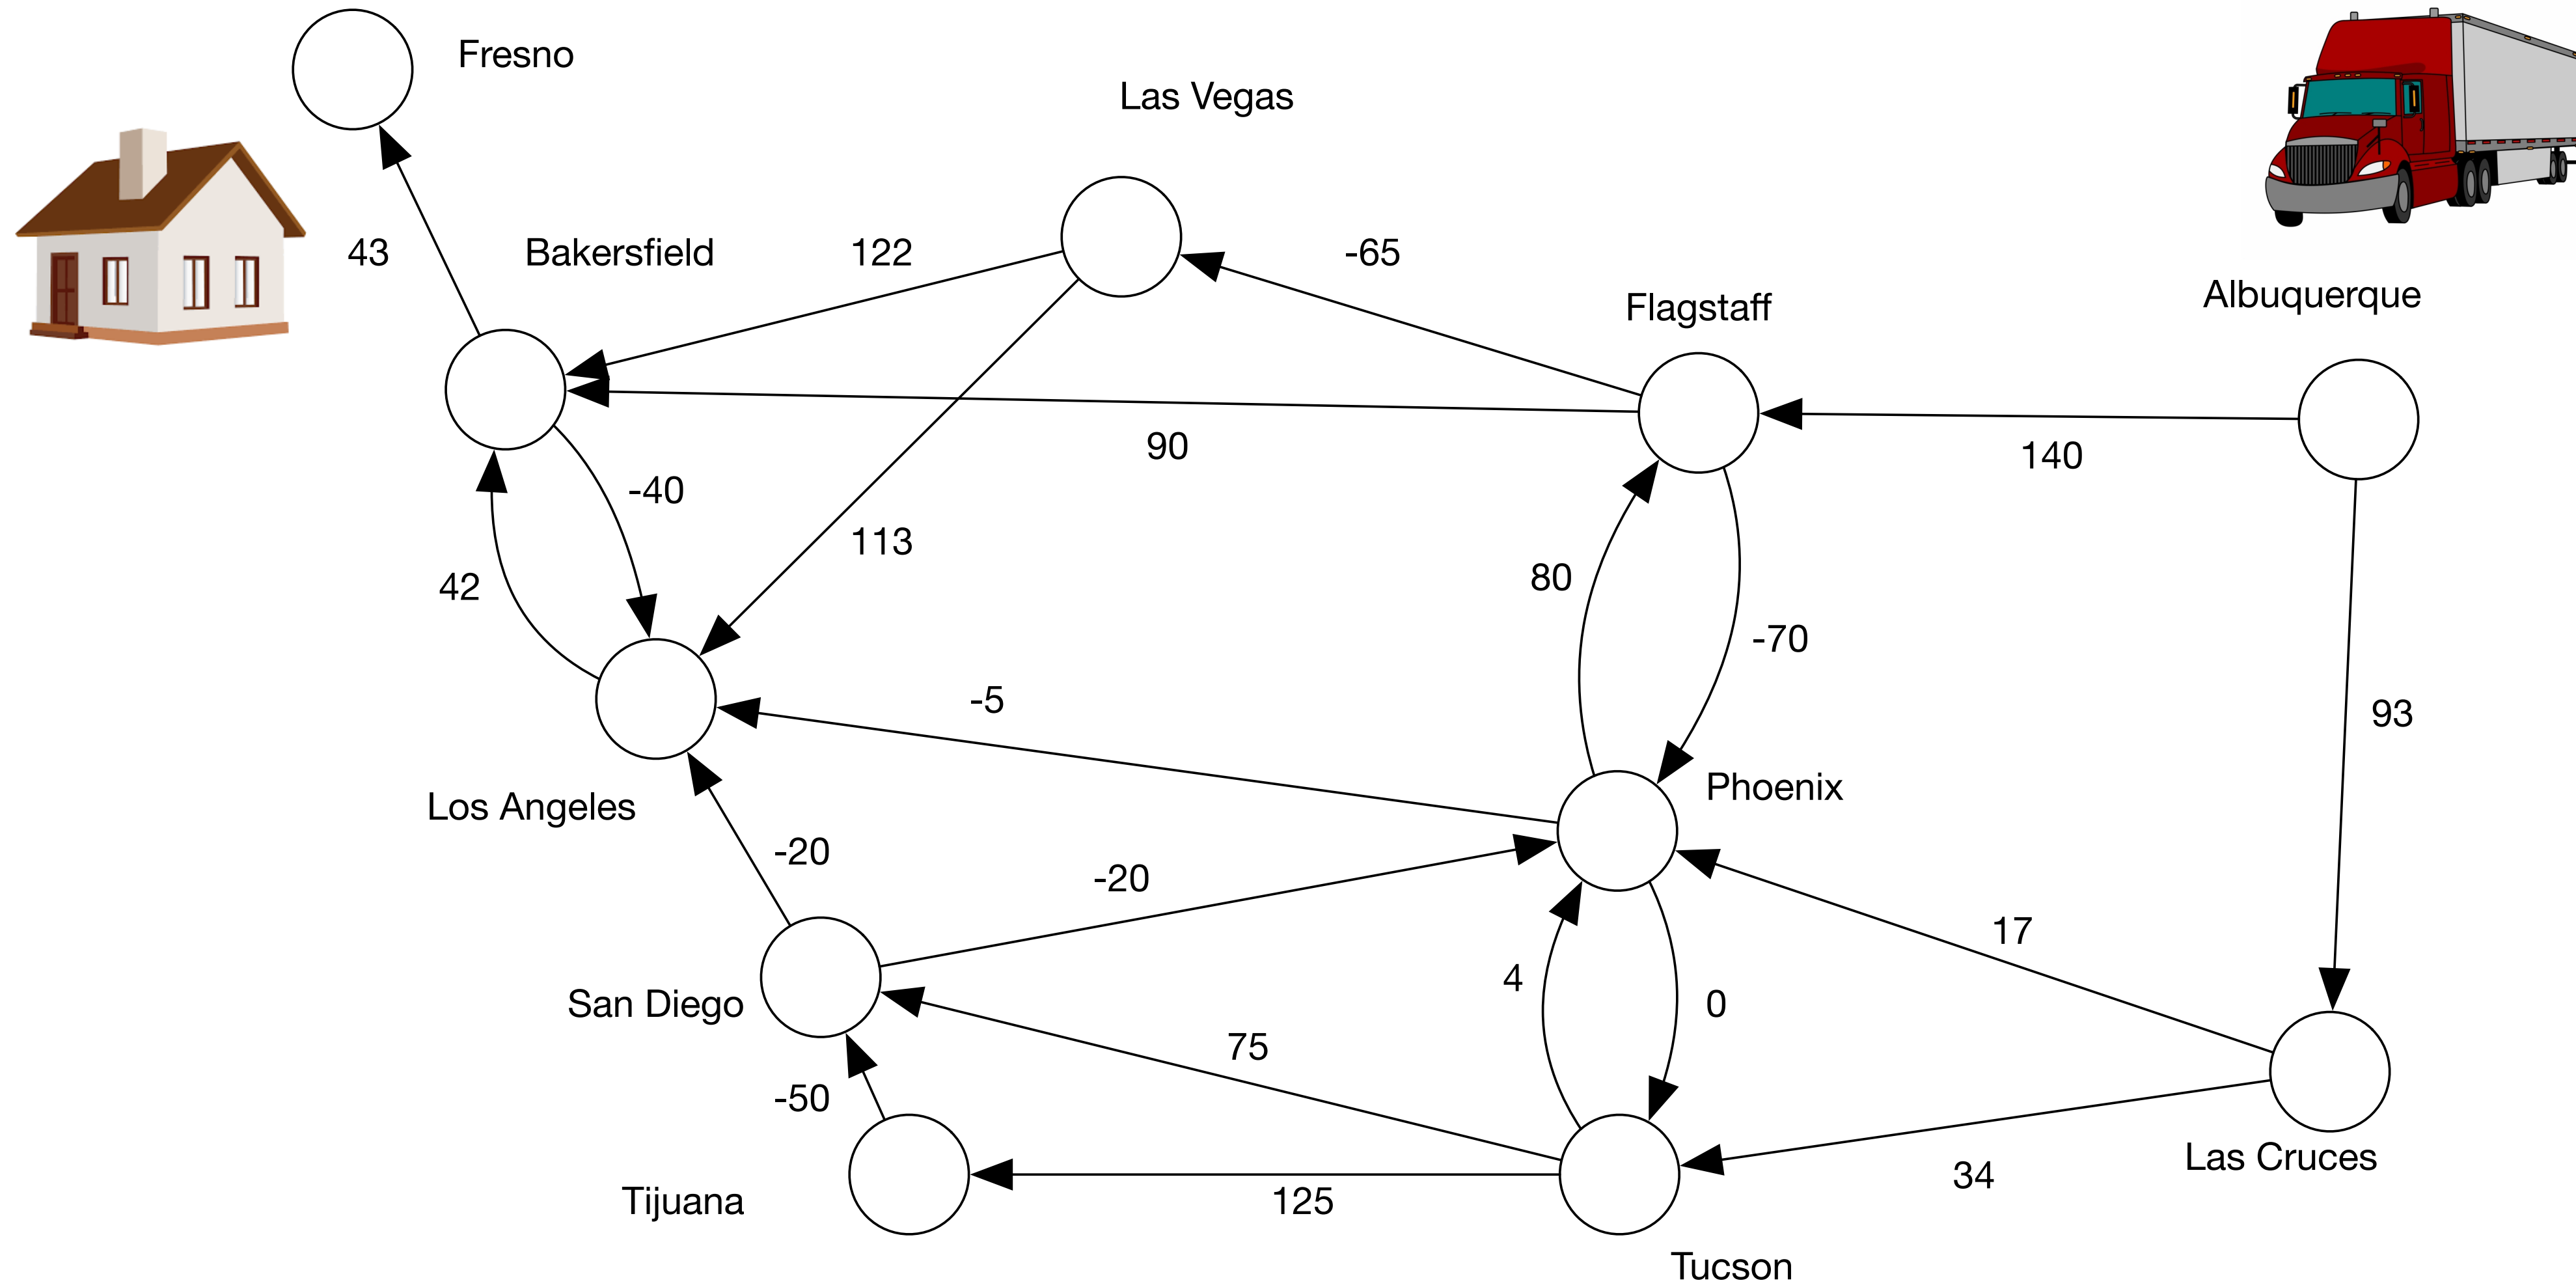 Fresno
Las Vegas
43
Bakersfield
122
-65
Albuquerque
Flagstaff
90
140
-40
113
42
80
-70
-5
93
Phoenix
Los Angeles
-20
-20
17
4
0
San Diego
75
-50
Las Cruces
34
Tijuana
125
Tucson